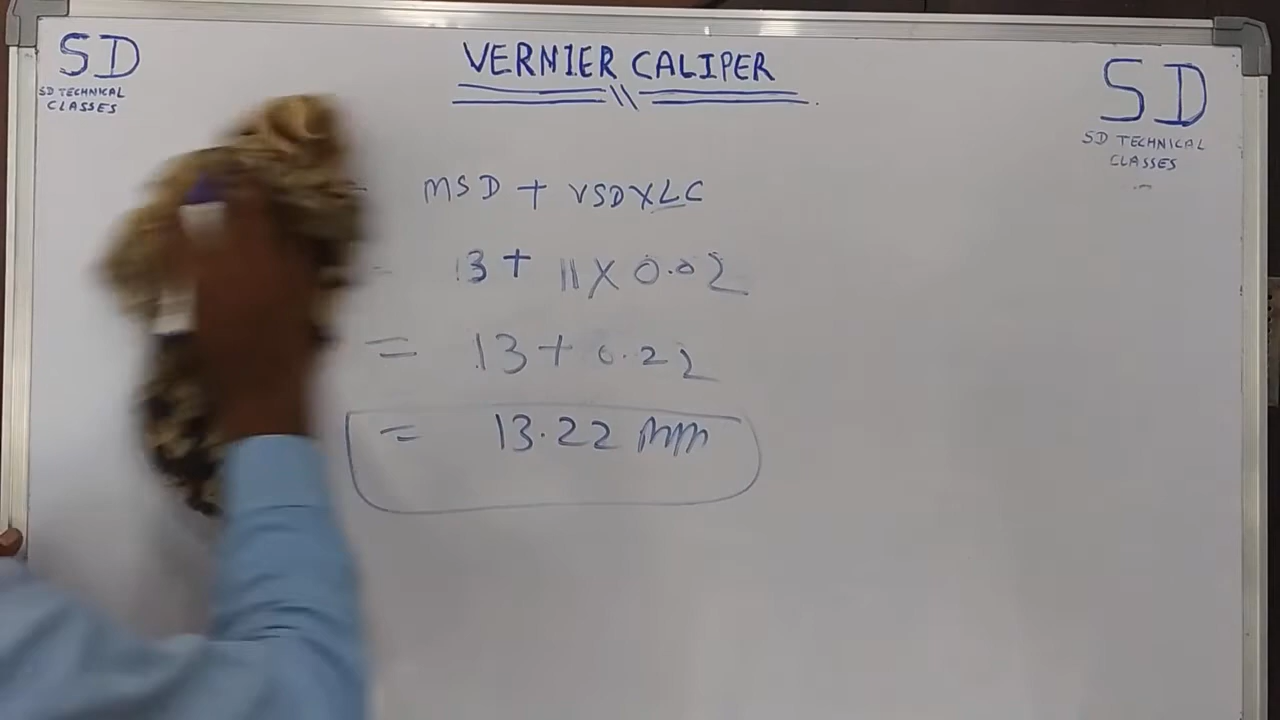 SD
SD TECHNICAL
CLASSES
VERNIER CALIPER
SD
SD TECHNICAL
CLASSES
= MSD + VSD X LC
= 13 + 11 X 0.02
= 13 + 0.22
= 13.22 mm